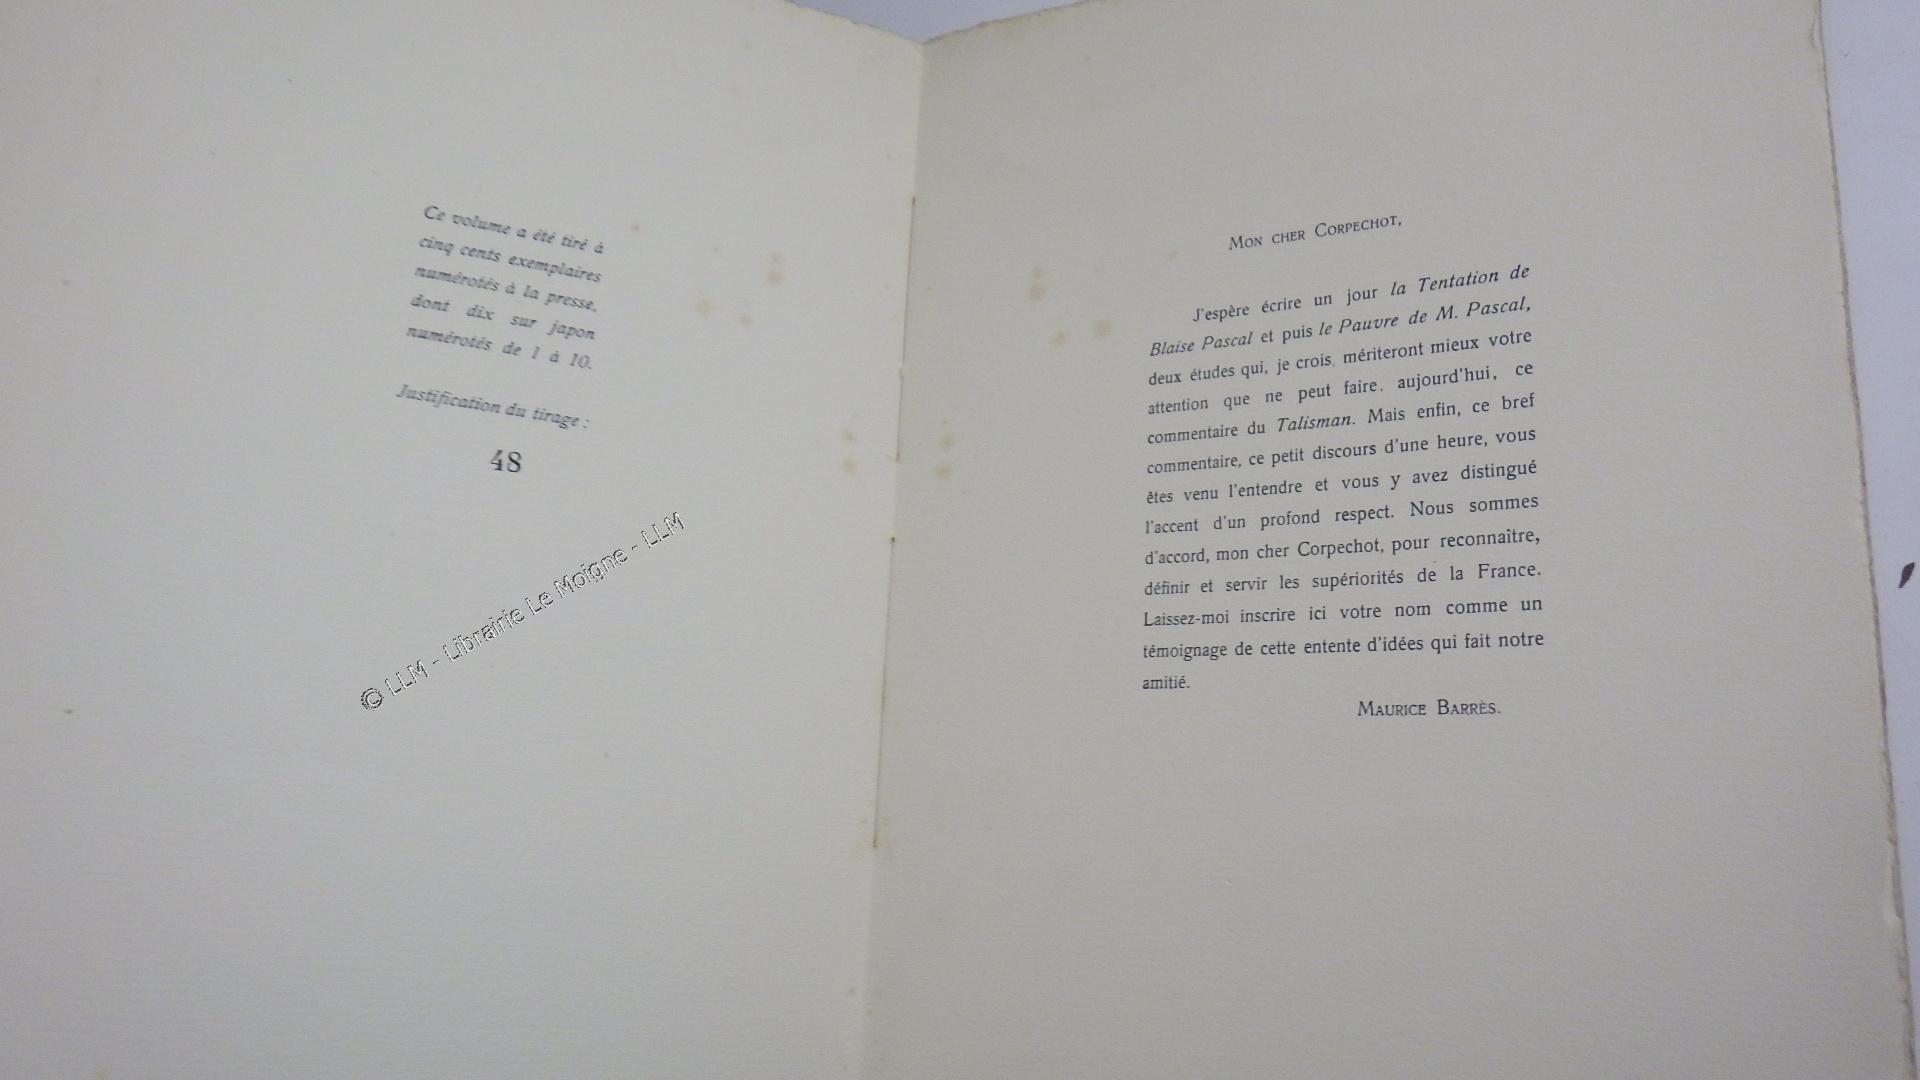 Ce volume a été tiré à
cinq cents exemplaires
numérotés à la presse,
dont dix sur japon
numérotés de 1 à 10.
Justification du tirage :
48
© LLM - Librairie Le Moigne - LLM
MON CHER CORPECHOT,
J'espère écrire un jour la Tentation de
Blaise Pascal et puis le Pauvre de M. Pascal,
deux études qui, je crois, mériteront mieux votre
attention que ne peut faire, aujourd'hui, ce
commentaire du Talisman. Mais enfin, ce bref
commentaire, ce petit discours d'une heure, vous
êtes venu l'entendre et vous y avez distingué
l'accent d'un profond respect. Nous sommes
d'accord, mon cher Corpechot, pour reconnaître,
définir et servir les supériorités de la France.
Laissez-moi inscrire ici votre nom comme un
témoignage de cette entente d'idées qui fait notre
amitié.
MAURICE BARRÈS.